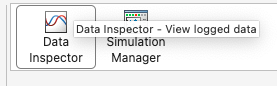 Data Inspector - View logged data
Data
Inspector
Simulation
Manager